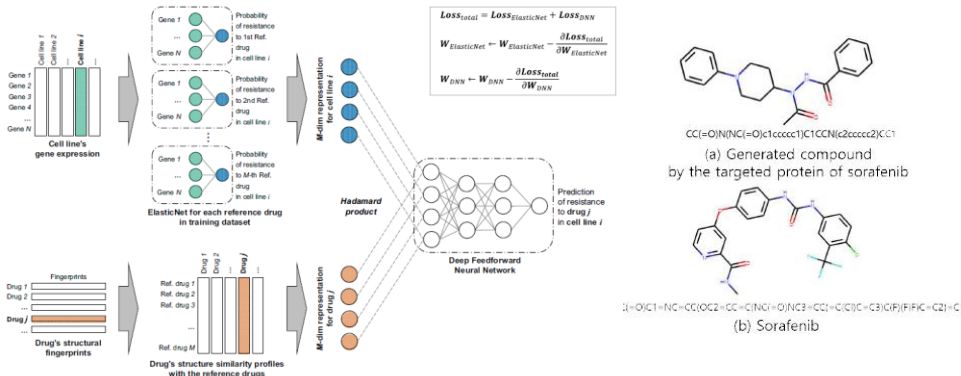 Cell line 1
Cell line 2
...
Cell line i
...
Gene 1
Gene 2
Gene 3
Gene 4
...
Gene N
Cell line's
gene expression
Gene 1
...
Gene N
Probability
of resistance
to 1st Ref.
drug
in cell line i
Gene 1
...
Gene N
Probability
of resistance
to 2nd Ref.
drug
in cell line i
Gene 1
...
Gene N
Probability
of resistance
to M-th Ref.
drug
in cell line i
ElasticNet for each reference drug
in training dataset
M-dim representation
for cell line i
Loss_total = Loss_ElasticNet + Loss_DNN
W_ElasticNet ← W_ElasticNet − ∂Loss_total / ∂W_ElasticNet
W_DNN ← W_DNN − ∂Loss_total / ∂W_DNN
Hadamard
product
Prediction
of resistance
to drug j
in cell line i
Deep Feedforward
Neural Network
Fingerprints
Drug 1
Drug 2
...
Drug j
...
Drug's structural
fingerprints
Drug 1
Drug 2
...
Drug j
...
Ref. drug 1
Ref. drug 2
Ref. drug 3
...
Ref. drug M
Drug's structure similarity profiles
with the reference drugs
M-dim representation
for drug j
CC(=O)N(NC(=O)c1ccccc1)C1CCN(c2ccccc2)CC1
(a) Generated compound
by the targeted protein of sorafenib
(b) Sorafenib